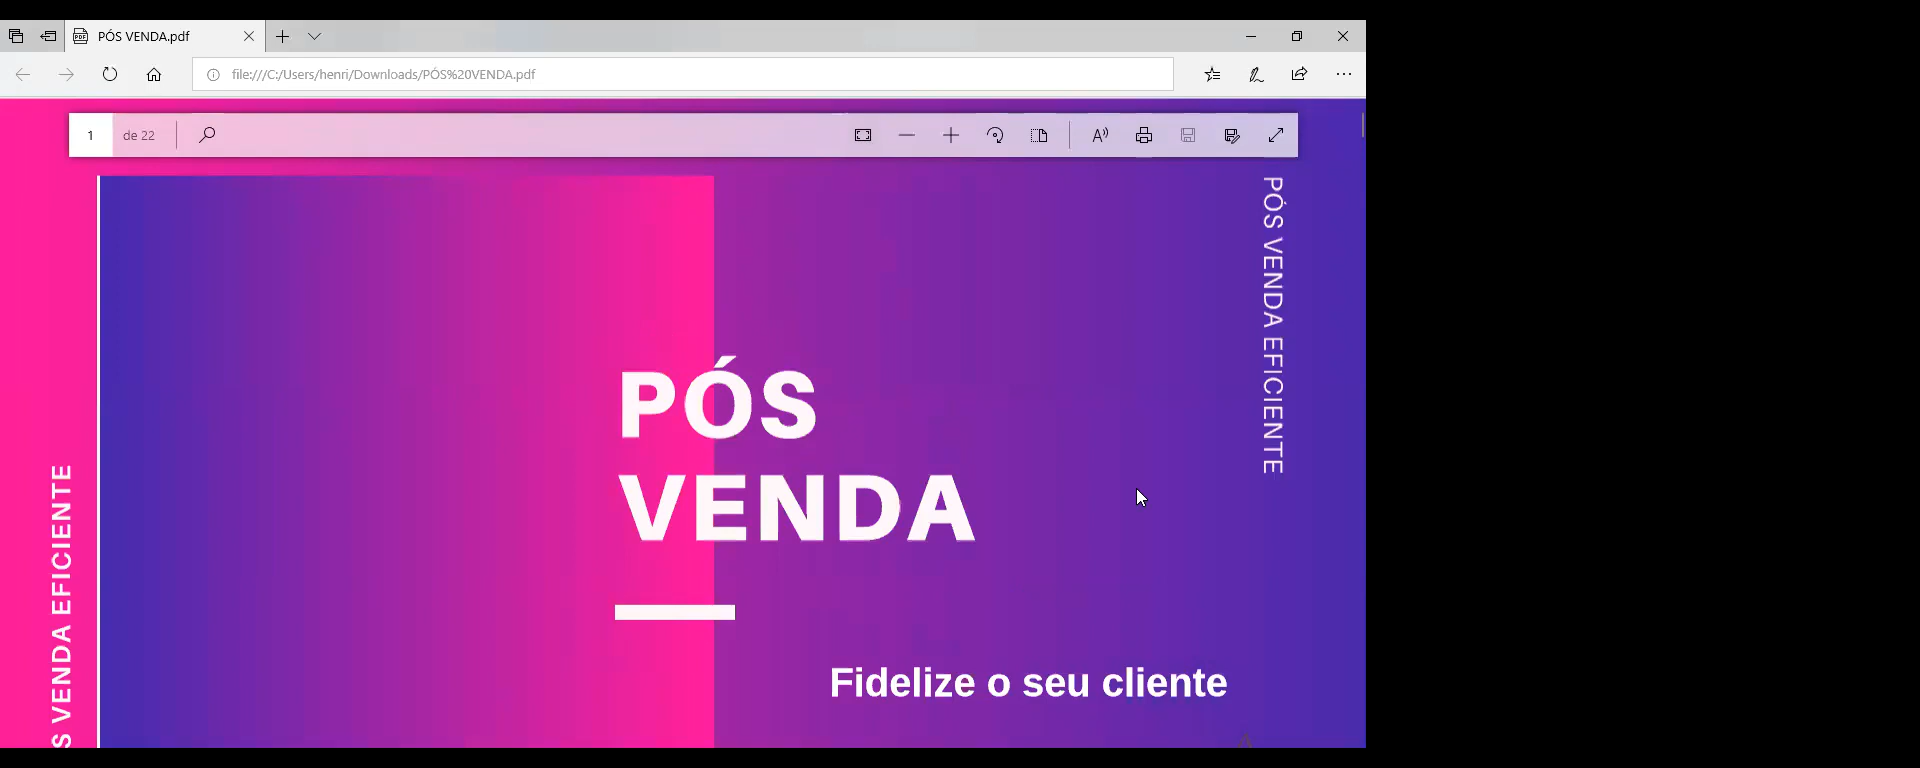 PÓS VENDA.pdf
file:///C:/Users/henri/Downloads/PÓS%20VENDA.pdf
1 de 22
PÓS VENDA EFICIENTE
PÓS
VENDA
S VENDA EFICIENTE
Fidelize o seu cliente